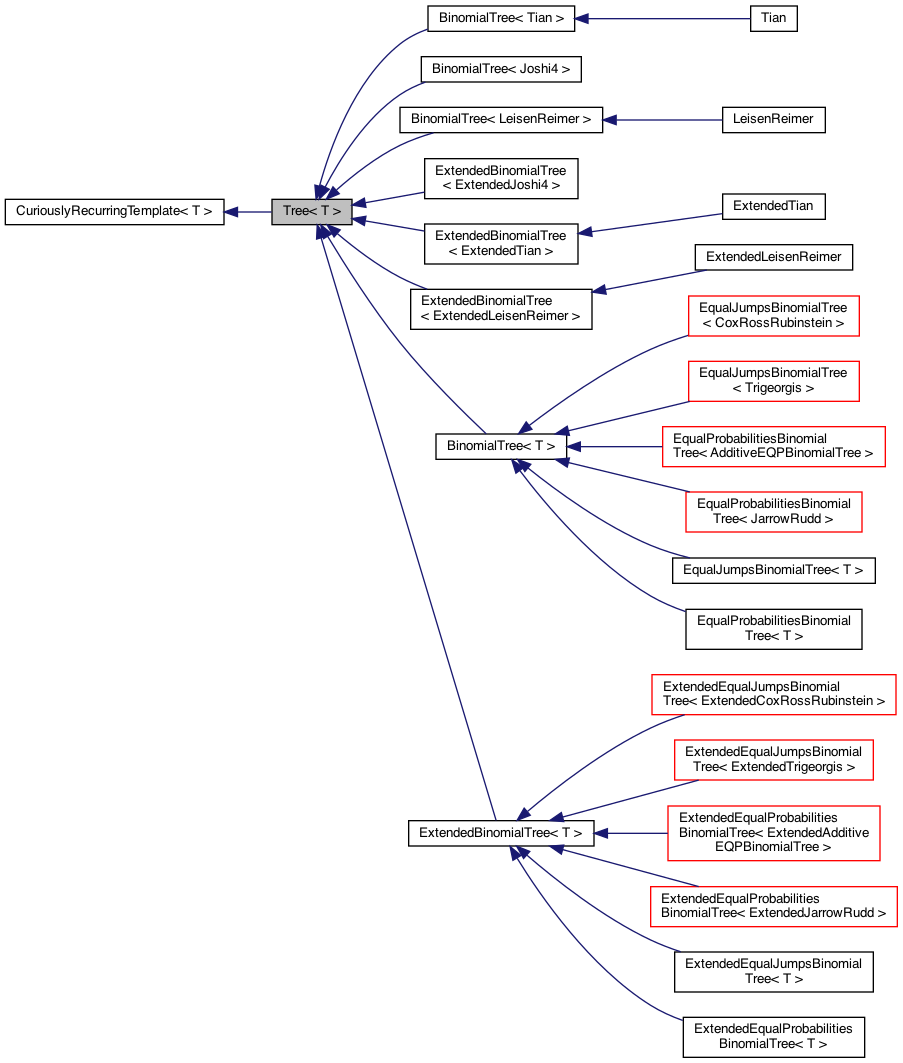 BinomialTree< Tian >
Tian
BinomialTree< Joshi4 >
BinomialTree< LeisenReimer >
LeisenReimer
ExtendedBinomialTree
< ExtendedJoshi4 >
CuriouslyRecurringTemplate< T >
Tree< T >
ExtendedTian
ExtendedBinomialTree
< ExtendedTian >
ExtendedLeisenReimer
ExtendedBinomialTree
< ExtendedLeisenReimer >
EqualJumpsBinomialTree
< CoxRossRubinstein >
EqualJumpsBinomialTree
< Trigeorgis >
BinomialTree< T >
EqualProbabilitiesBinomial
Tree< AdditiveEQPBinomialTree >
EqualProbabilitiesBinomial
Tree< JarrowRudd >
EqualJumpsBinomialTree< T >
EqualProbabilitiesBinomial
Tree< T >
ExtendedEqualJumpsBinomial
Tree< ExtendedCoxRossRubinstein >
ExtendedEqualJumpsBinomial
Tree< ExtendedTrigeorgis >
ExtendedBinomialTree< T >
ExtendedEqualProbabilities
BinomialTree< ExtendedAdditive
EQPBinomialTree >
ExtendedEqualProbabilities
BinomialTree< ExtendedJarrowRudd >
ExtendedEqualJumpsBinomial
Tree< T >
ExtendedEqualProbabilities
BinomialTree< T >